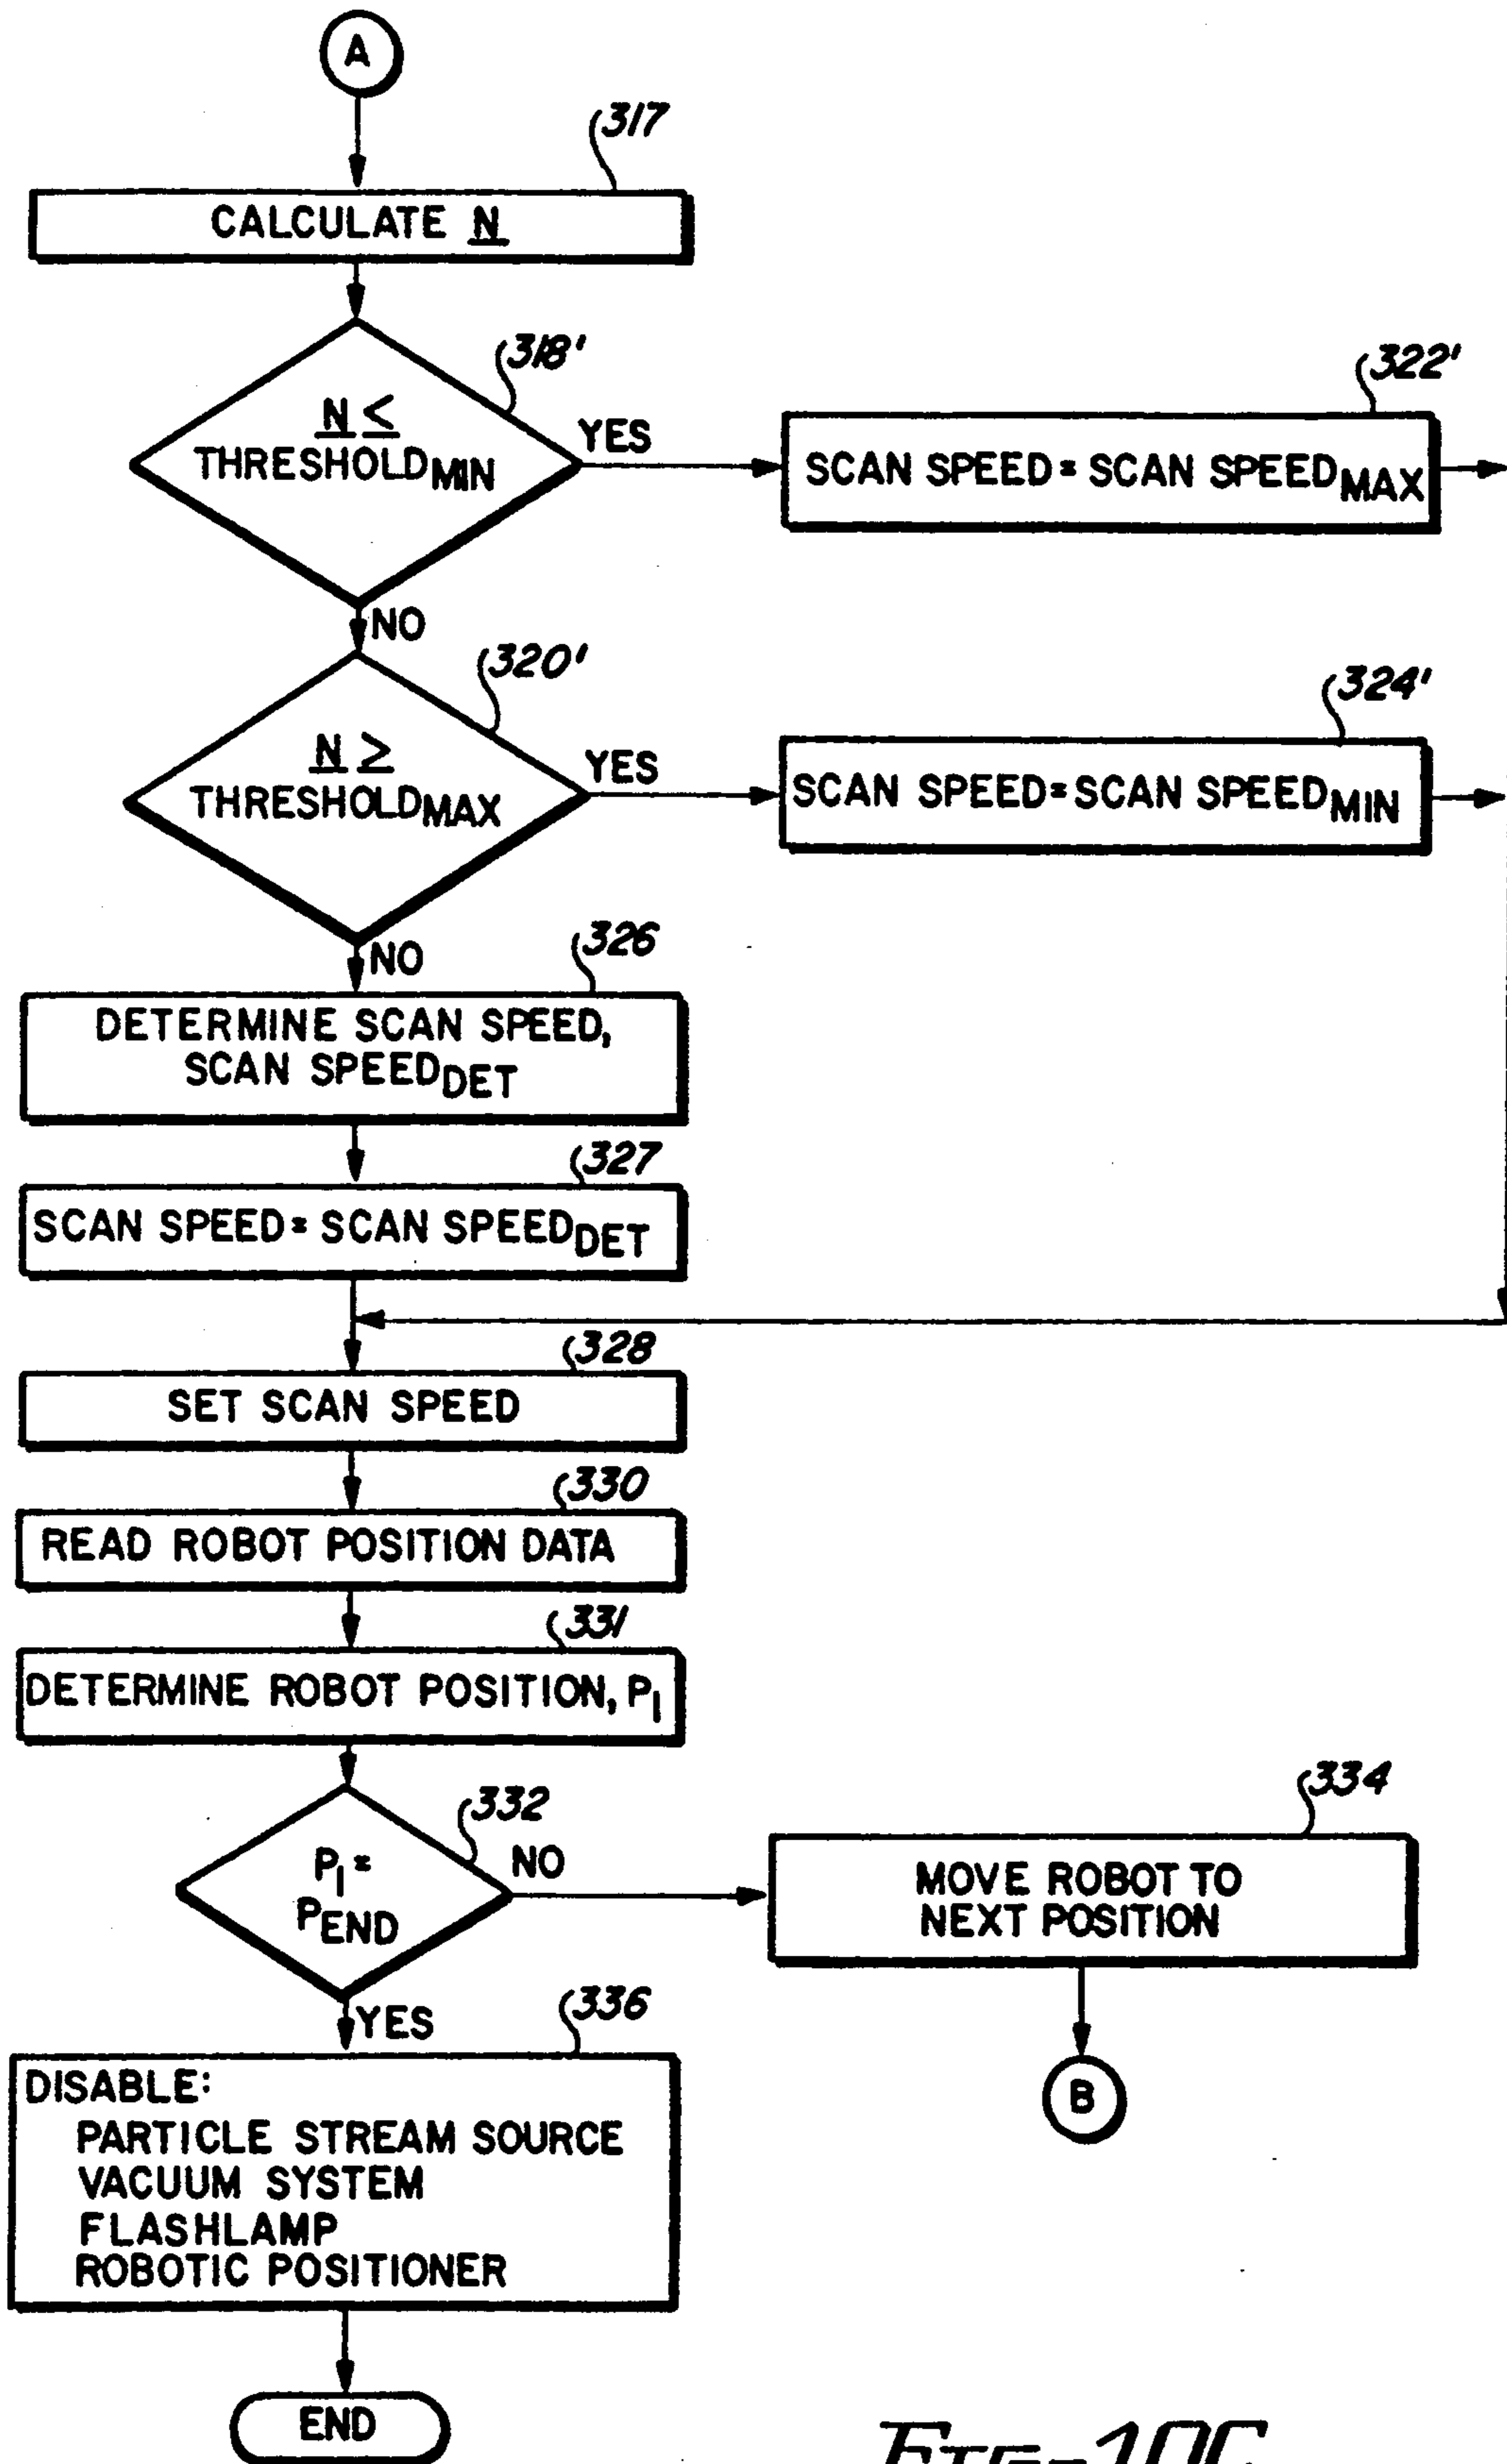 A
317
CALCULATE N
318'
N ≤
THRESHOLDMIN
YES
322'
SCAN SPEED = SCAN SPEEDMAX
NO
320'
N ≥
THRESHOLDMAX
YES
324'
SCAN SPEED = SCAN SPEEDMIN
NO
326
DETERMINE SCAN SPEED,
SCAN SPEEDDET
327
SCAN SPEED = SCAN SPEEDDET
328
SET SCAN SPEED
330
READ ROBOT POSITION DATA
331
DETERMINE ROBOT POSITION, PI
332
PI =
PEND
NO
334
MOVE ROBOT TO
NEXT POSITION
B
YES
336
DISABLE:
PARTICLE STREAM SOURCE
VACUUM SYSTEM
FLASHLAMP
ROBOTIC POSITIONER
END
FIG-10C